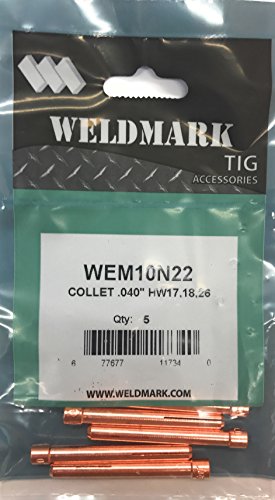 WELDMARK
TIG
ACCESSORIES
WEM10N22
COLLET .040" HW17,18,26
Qty: 5
6 77677 11734 0
WWW.WELDMARK.COM